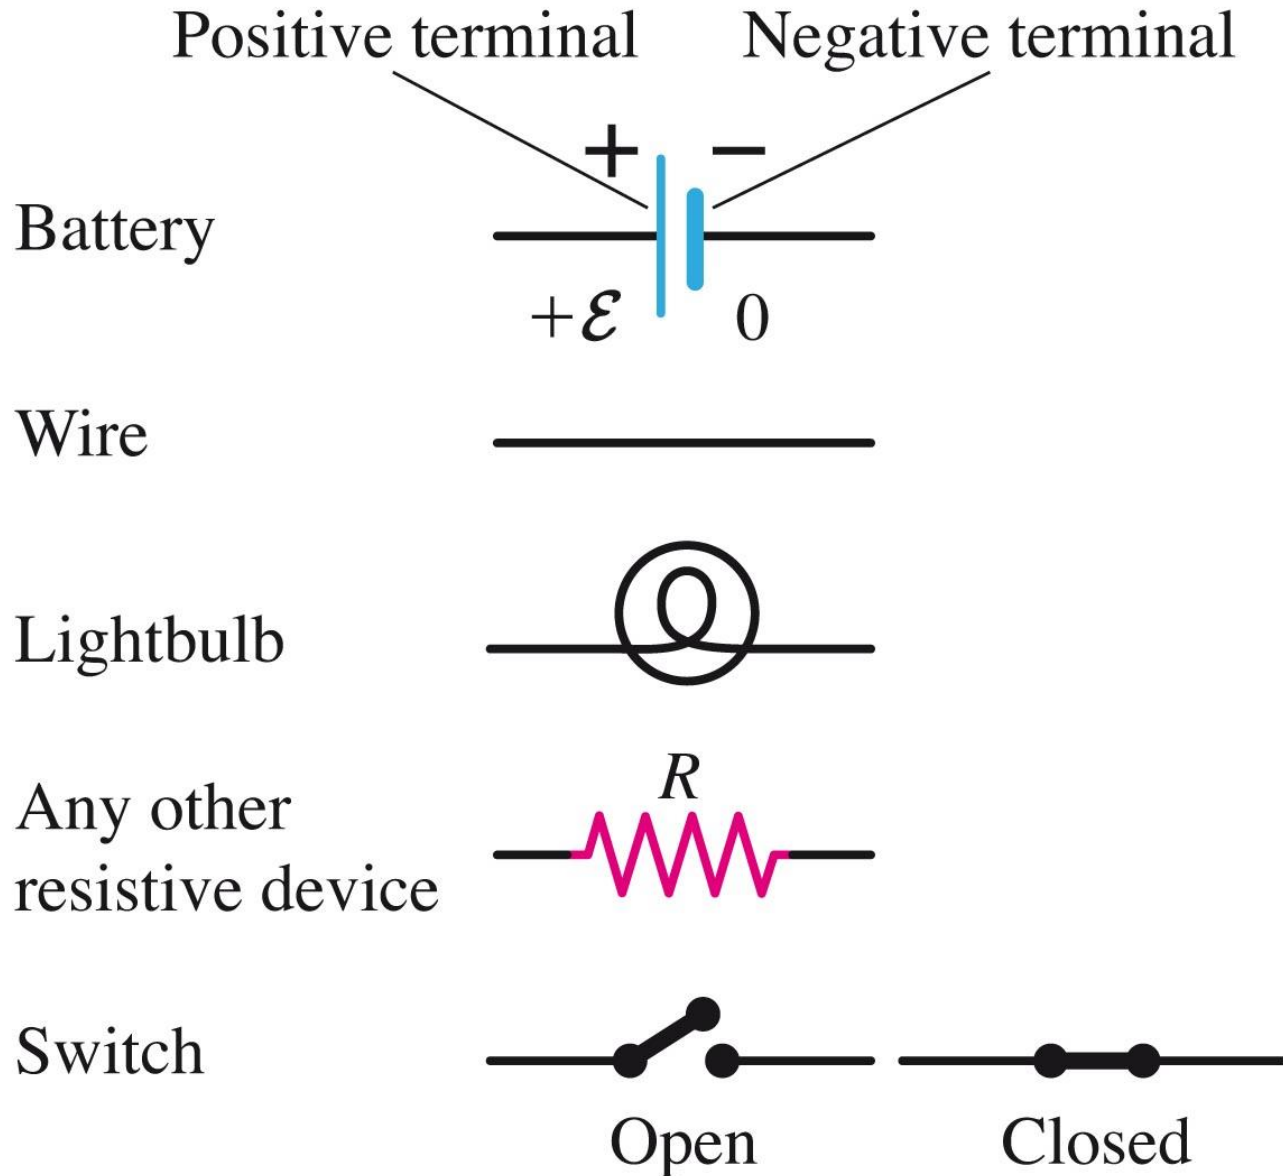 Positive terminal Negative terminal
+ −
Battery
+ℰ 0
Wire
Lightbulb
R
Any other
resistive device
Switch
Open Closed